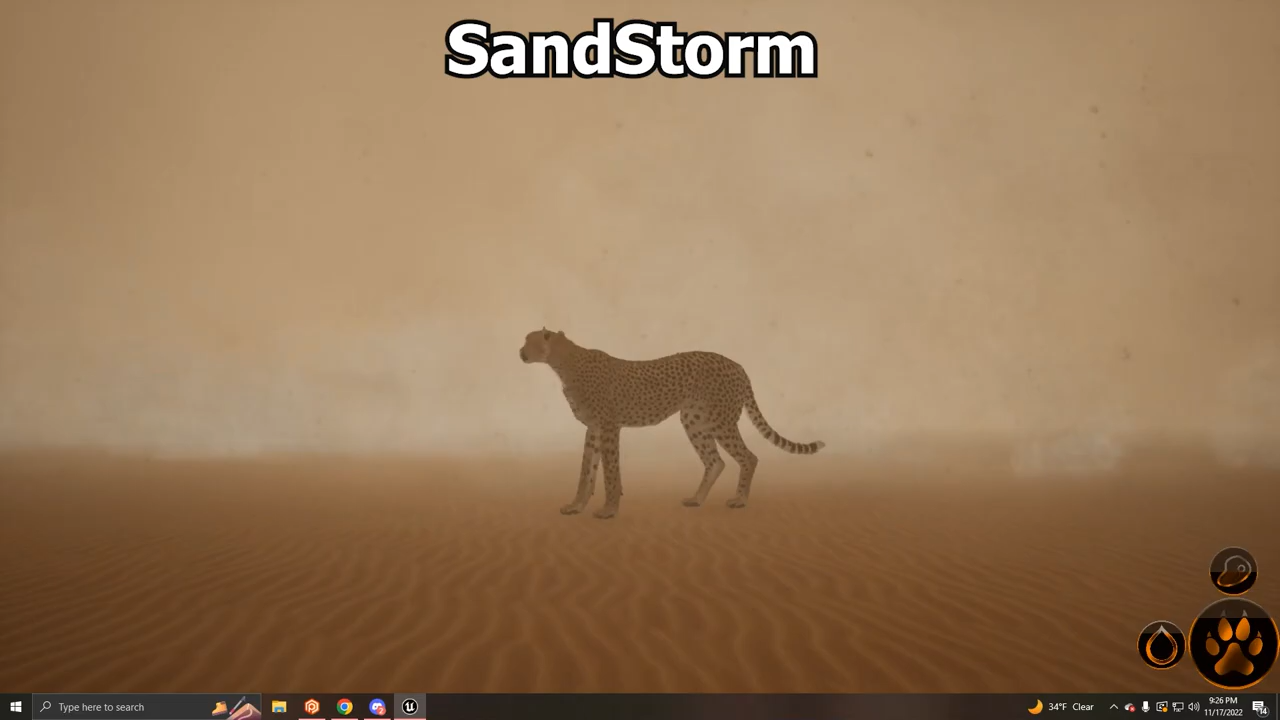 SandStorm
Type here to search
34°F Clear
9:26 PM
11/17/2022
14